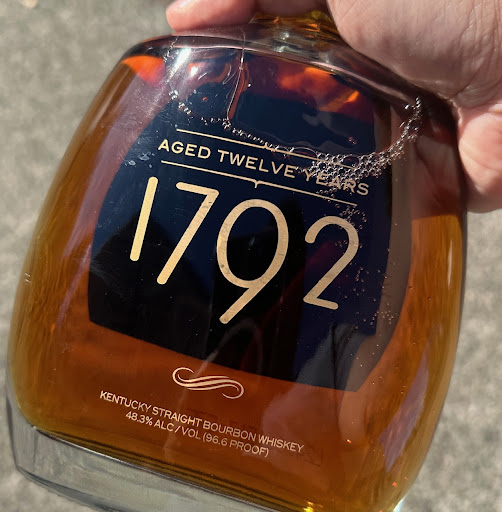 AGED TWELVE YEARS
1792
KENTUCKY STRAIGHT BOURBON WHISKEY
48.3% ALC / VOL (96.6 PROOF)